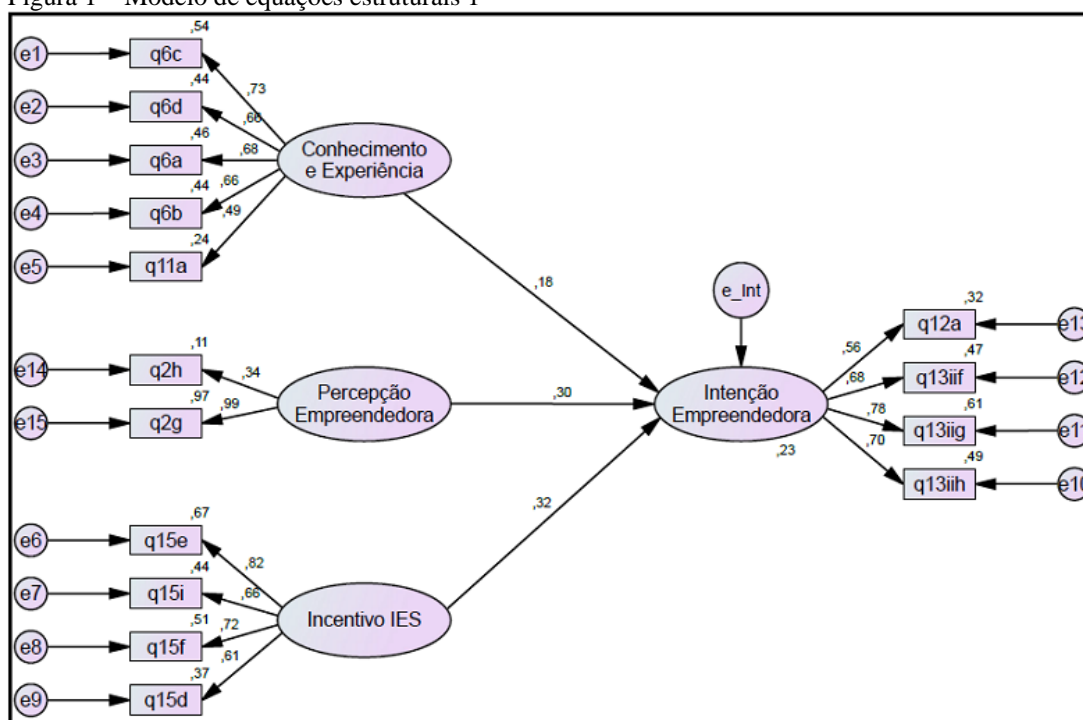 Figura 1 – Modelo de equações estruturais 1
,54
e1 q6c
,73
,44
e2 q6d
,66
,46
e3 q6a
,68
,44
e4 q6b
,66
,49
,24
e5 q11a
Conhecimento
e Experiência
,18
e_Int
,11
e14 q2h
,34
,97
e15 q2g
,99
Percepção
Empreendedora
,30
Intenção
Empreendedora
,23
,32
,56
q12a e13
,47
,68
q13iif e12
,61
,78
q13iig e11
,49
,70
q13iih e10
,32
,67
e6 q15e
,82
,44
e7 q15i
,66
,51
e8 q15f
,72
,61
,37
e9 q15d
Incentivo IES